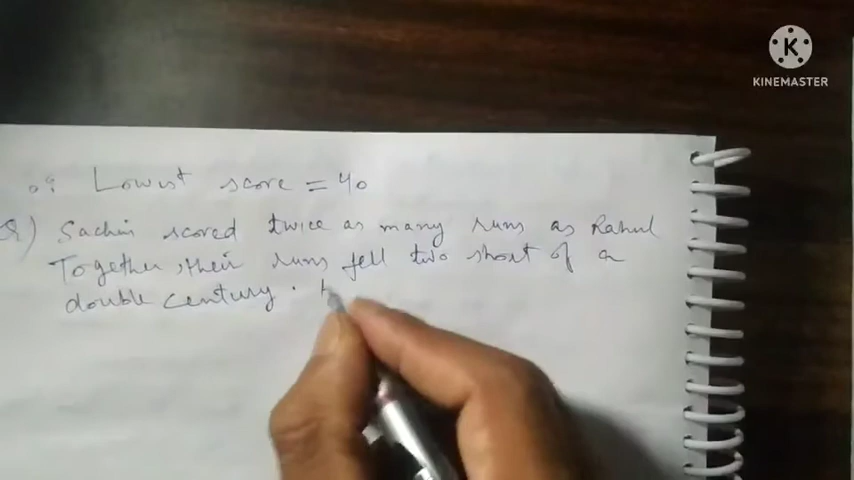 K
KINEMASTER
∴ Lowest score = 40
Q) Sachin scored twice as many runs as Rahul
Together, their runs fell two short of a
double century. H